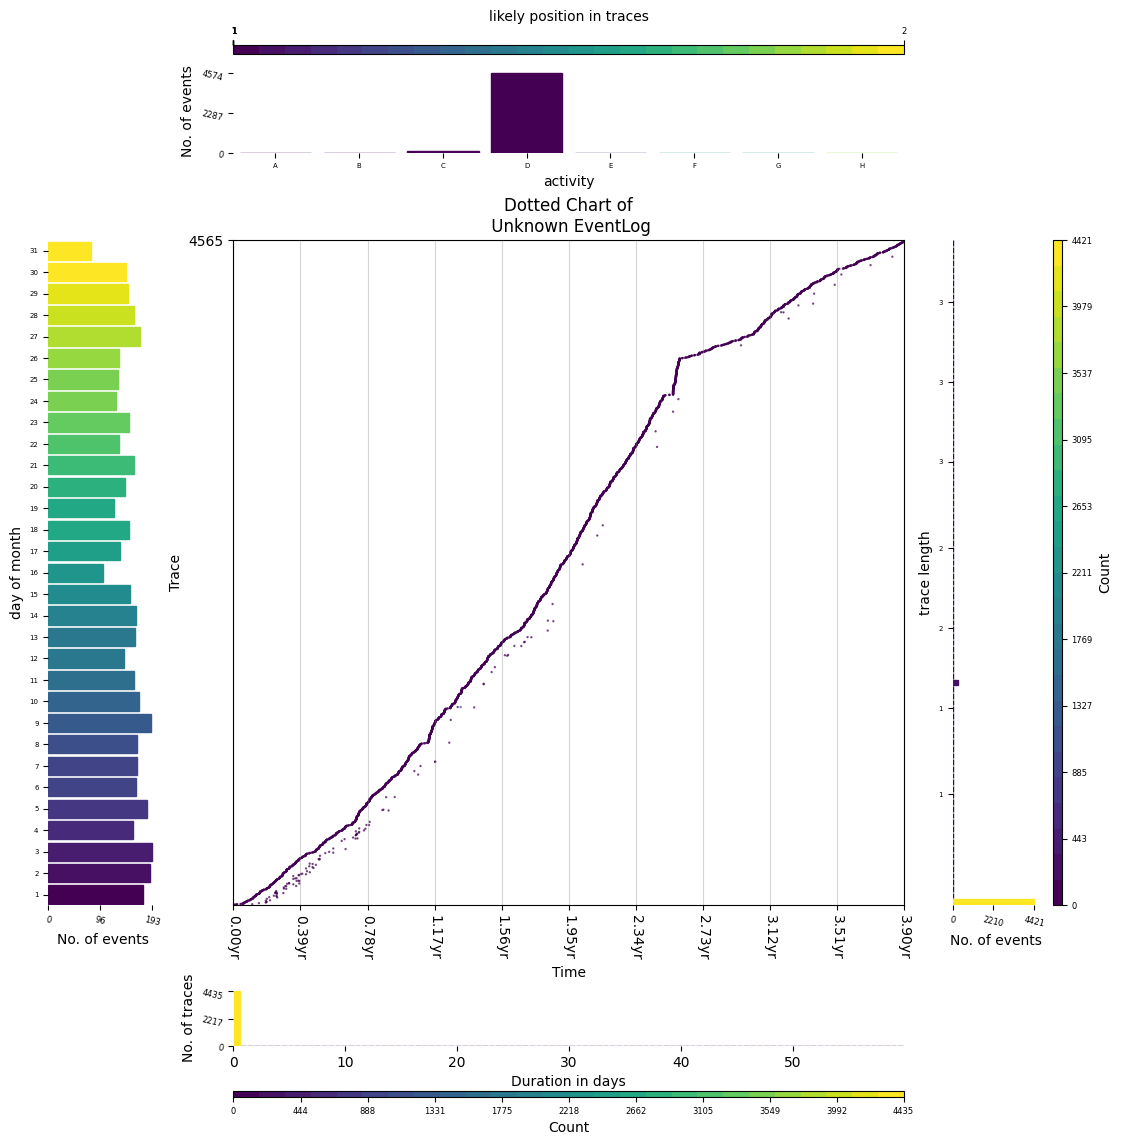 likely position in traces
1 2
No. of events
4574
2287
0
A B C D E F G H
activity
Dotted Chart of
Unknown EventLog
day of month
31
30
29
28
27
26
25
24
23
22
21
20
19
18
17
16
15
14
13
12
11
10
9
8
7
6
5
4
3
2
1
0 96 193
No. of events
4565
Trace
0.00yr 0.39yr 0.78yr 1.17yr 1.56yr 1.95yr 2.34yr 2.73yr 3.12yr 3.51yr 3.90yr
Time
trace length
3
3
3
2
2
1
1
0 2210 4421
No. of events
4421
3979
3537
3095
2653
2211
1769
1327
885
443
0
Count
No. of traces
4435
2217
0
0 10 20 30 40 50
Duration in days
0 444 888 1331 1775 2218 2662 3105 3549 3992 4435
Count